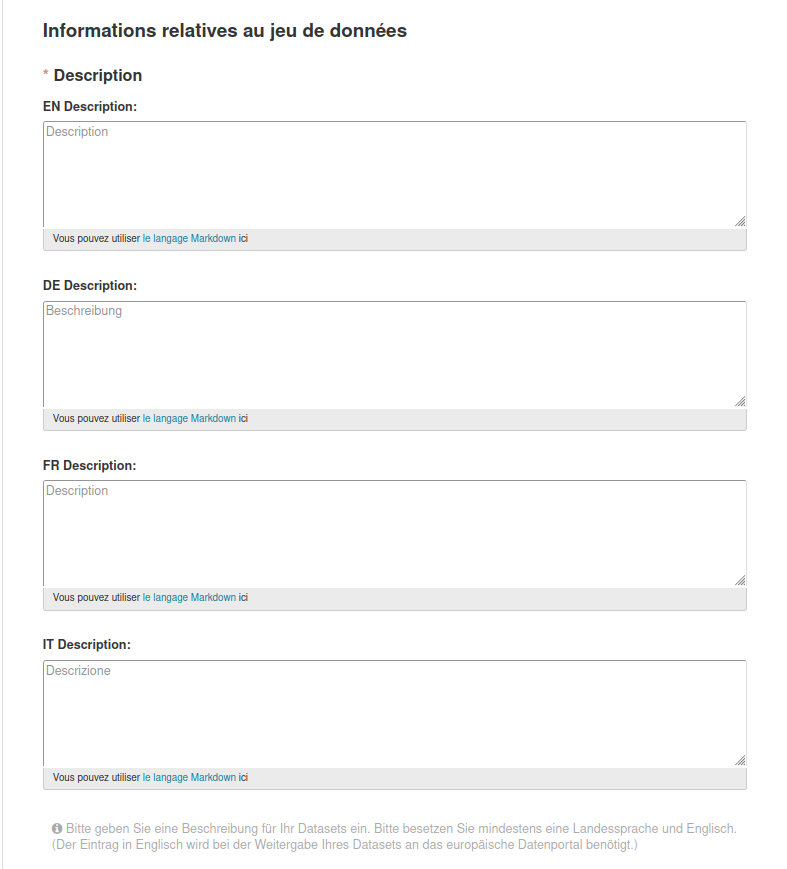 Informations relatives au jeu de données
* Description
EN Description:
Description
Vous pouvez utiliser le langage Markdown ici
DE Description:
Beschreibung
Vous pouvez utiliser le langage Markdown ici
FR Description:
Description
Vous pouvez utiliser le langage Markdown ici
IT Description:
Descrizione
Vous pouvez utiliser le langage Markdown ici
Bitte geben Sie eine Beschreibung für Ihr Datasets ein. Bitte besetzen Sie mindestens eine Landessprache und Englisch.
(Der Eintrag in Englisch wird bei der Weitergabe Ihres Datasets an das europäische Datenportal benötigt.)